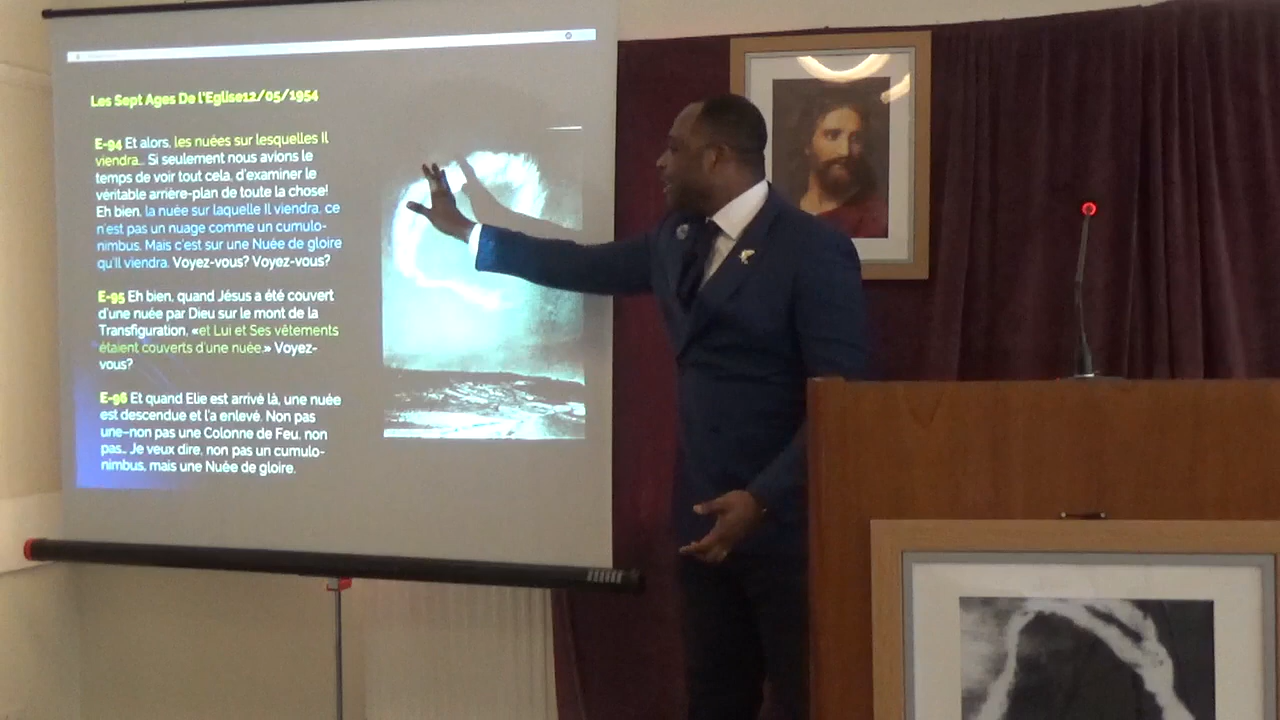 Les Sept Ages De l'Eglise12/05/1954
E-94 Et alors, les nuées sur lesquelles Il
viendra... Si seulement nous avions le
temps de voir tout cela, d'examiner le
véritable arrière-plan de toute la chose!
Eh bien, la nuée sur laquelle Il viendra, ce
n'est pas un nuage comme un cumulo-
nimbus. Mais c'est sur une Nuée de gloire
qu'Il viendra. Voyez-vous? Voyez-vous?
E-95 Eh bien, quand Jésus a été couvert
d'une nuée par Dieu sur le mont de la
Transfiguration, «et Lui et Ses vêtements
étaient couverts d'une nuée.» Voyez-
vous?
E-96 Et quand Elie est arrivé là, une nuée
est descendue et l'a enlevé. Non pas
une–non pas une Colonne de Feu, non
pas... Je veux dire, non pas un cumulo-
nimbus, mais une Nuée de gloire.